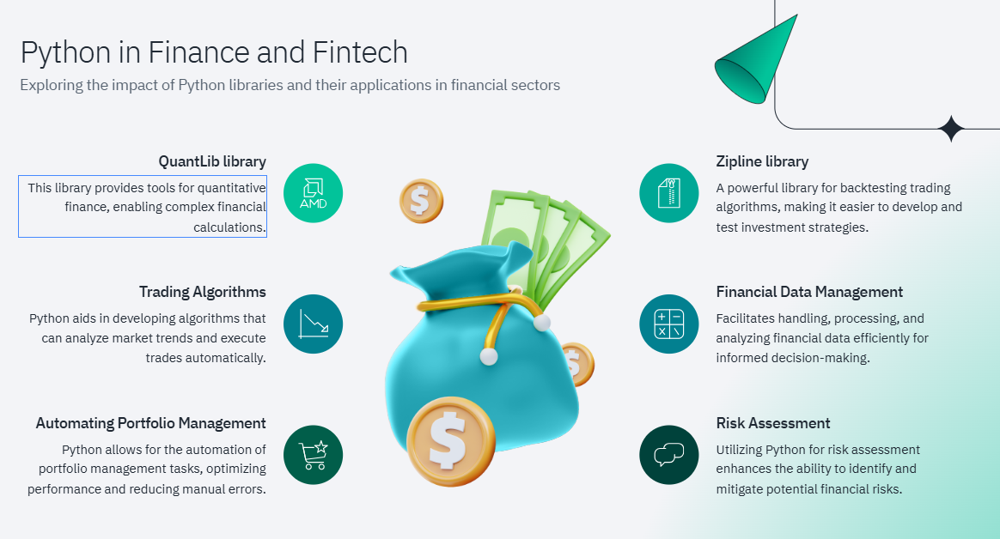 Python in Finance and Fintech
Exploring the impact of Python libraries and their applications in financial sectors
QuantLib library
This library provides tools for quantitative
finance, enabling complex financial
calculations.
AMD
Trading Algorithms
Python aids in developing algorithms that
can analyze market trends and execute
trades automatically.
Automating Portfolio Management
Python allows for the automation of
portfolio management tasks, optimizing
performance and reducing manual errors.
$
$
$
Zipline library
A powerful library for backtesting trading
algorithms, making it easier to develop and
test investment strategies.
Financial Data Management
Facilitates handling, processing, and
analyzing financial data efficiently for
informed decision-making.
Risk Assessment
Utilizing Python for risk assessment
enhances the ability to identify and
mitigate potential financial risks.